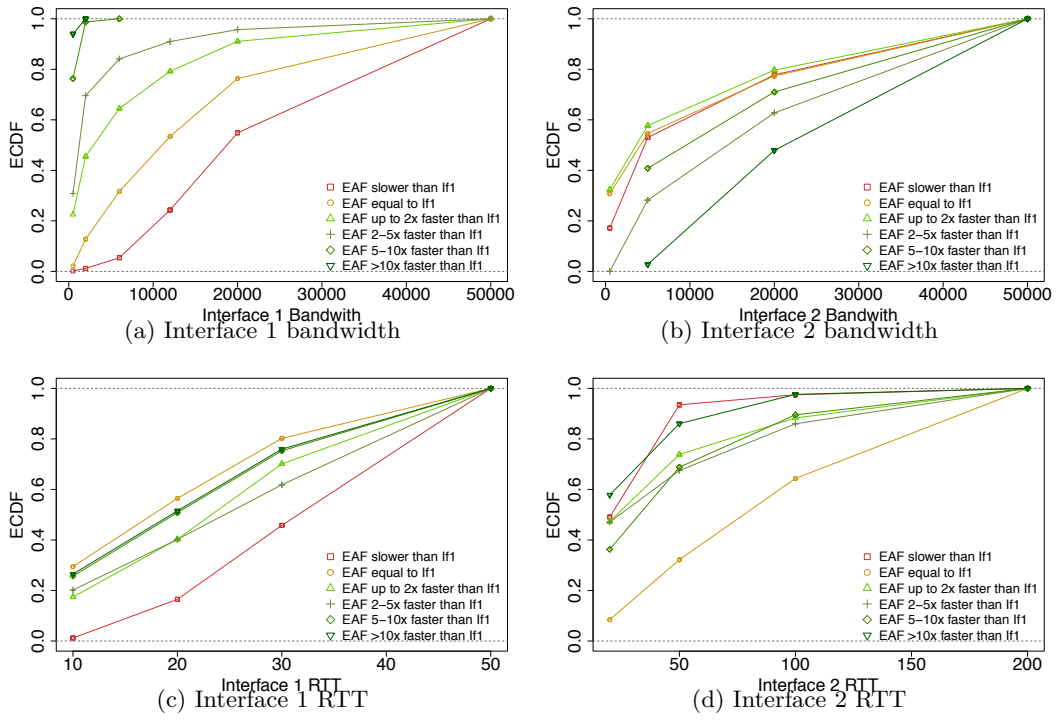 1.0
0.8
0.6
0.4
0.2
0.0
ECDF
EAF slower than If1
EAF equal to If1
EAF up to 2x faster than If1
EAF 2−5x faster than If1
EAF 5−10x faster than If1
EAF >10x faster than If1
0 10000 20000 30000 40000 50000
Interface 1 Bandwith
(a) Interface 1 bandwidth
1.0
0.8
0.6
0.4
0.2
0.0
ECDF
EAF slower than If1
EAF equal to If1
EAF up to 2x faster than If1
EAF 2−5x faster than If1
EAF 5−10x faster than If1
EAF >10x faster than If1
0 10000 20000 30000 40000 50000
Interface 2 Bandwith
(b) Interface 2 bandwidth
1.0
0.8
0.6
0.4
0.2
0.0
ECDF
EAF slower than If1
EAF equal to If1
EAF up to 2x faster than If1
EAF 2−5x faster than If1
EAF 5−10x faster than If1
EAF >10x faster than If1
10 20 30 40 50
Interface 1 RTT
(c) Interface 1 RTT
1.0
0.8
0.6
0.4
0.2
0.0
ECDF
EAF slower than If1
EAF equal to If1
EAF up to 2x faster than If1
EAF 2−5x faster than If1
EAF 5−10x faster than If1
EAF >10x faster than If1
50 100 150 200
Interface 2 RTT
(d) Interface 2 RTT